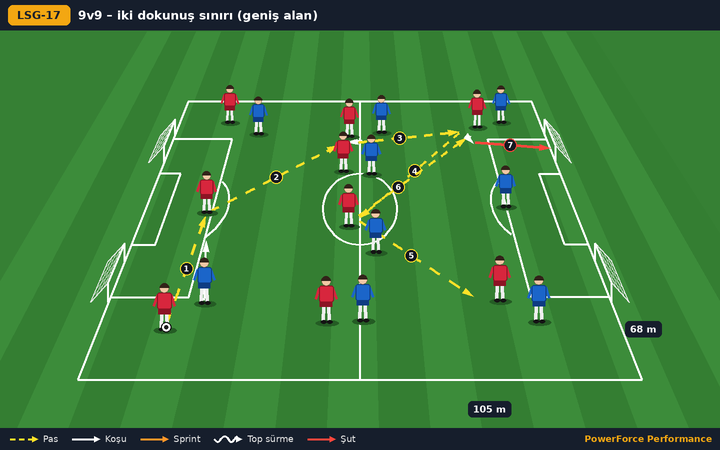 LSG-17 9v9 – iki dokunuş sınırı (geniş alan)
3
7
4
2
6
5
1
68 m
105 m
Pas Koşu Sprint Top sürme Şut PowerForce Performance